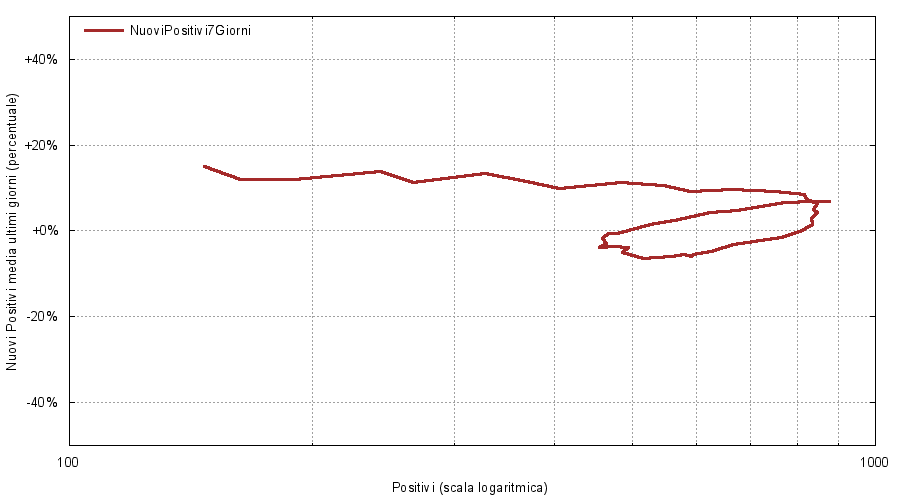 NuoviPositivi7Giorni
+40%
+20%
+0%
-20%
-40%
Nuovi Positivi media ultimi giorni (percentuale)
100
1000
Positivi (scala logaritmica)